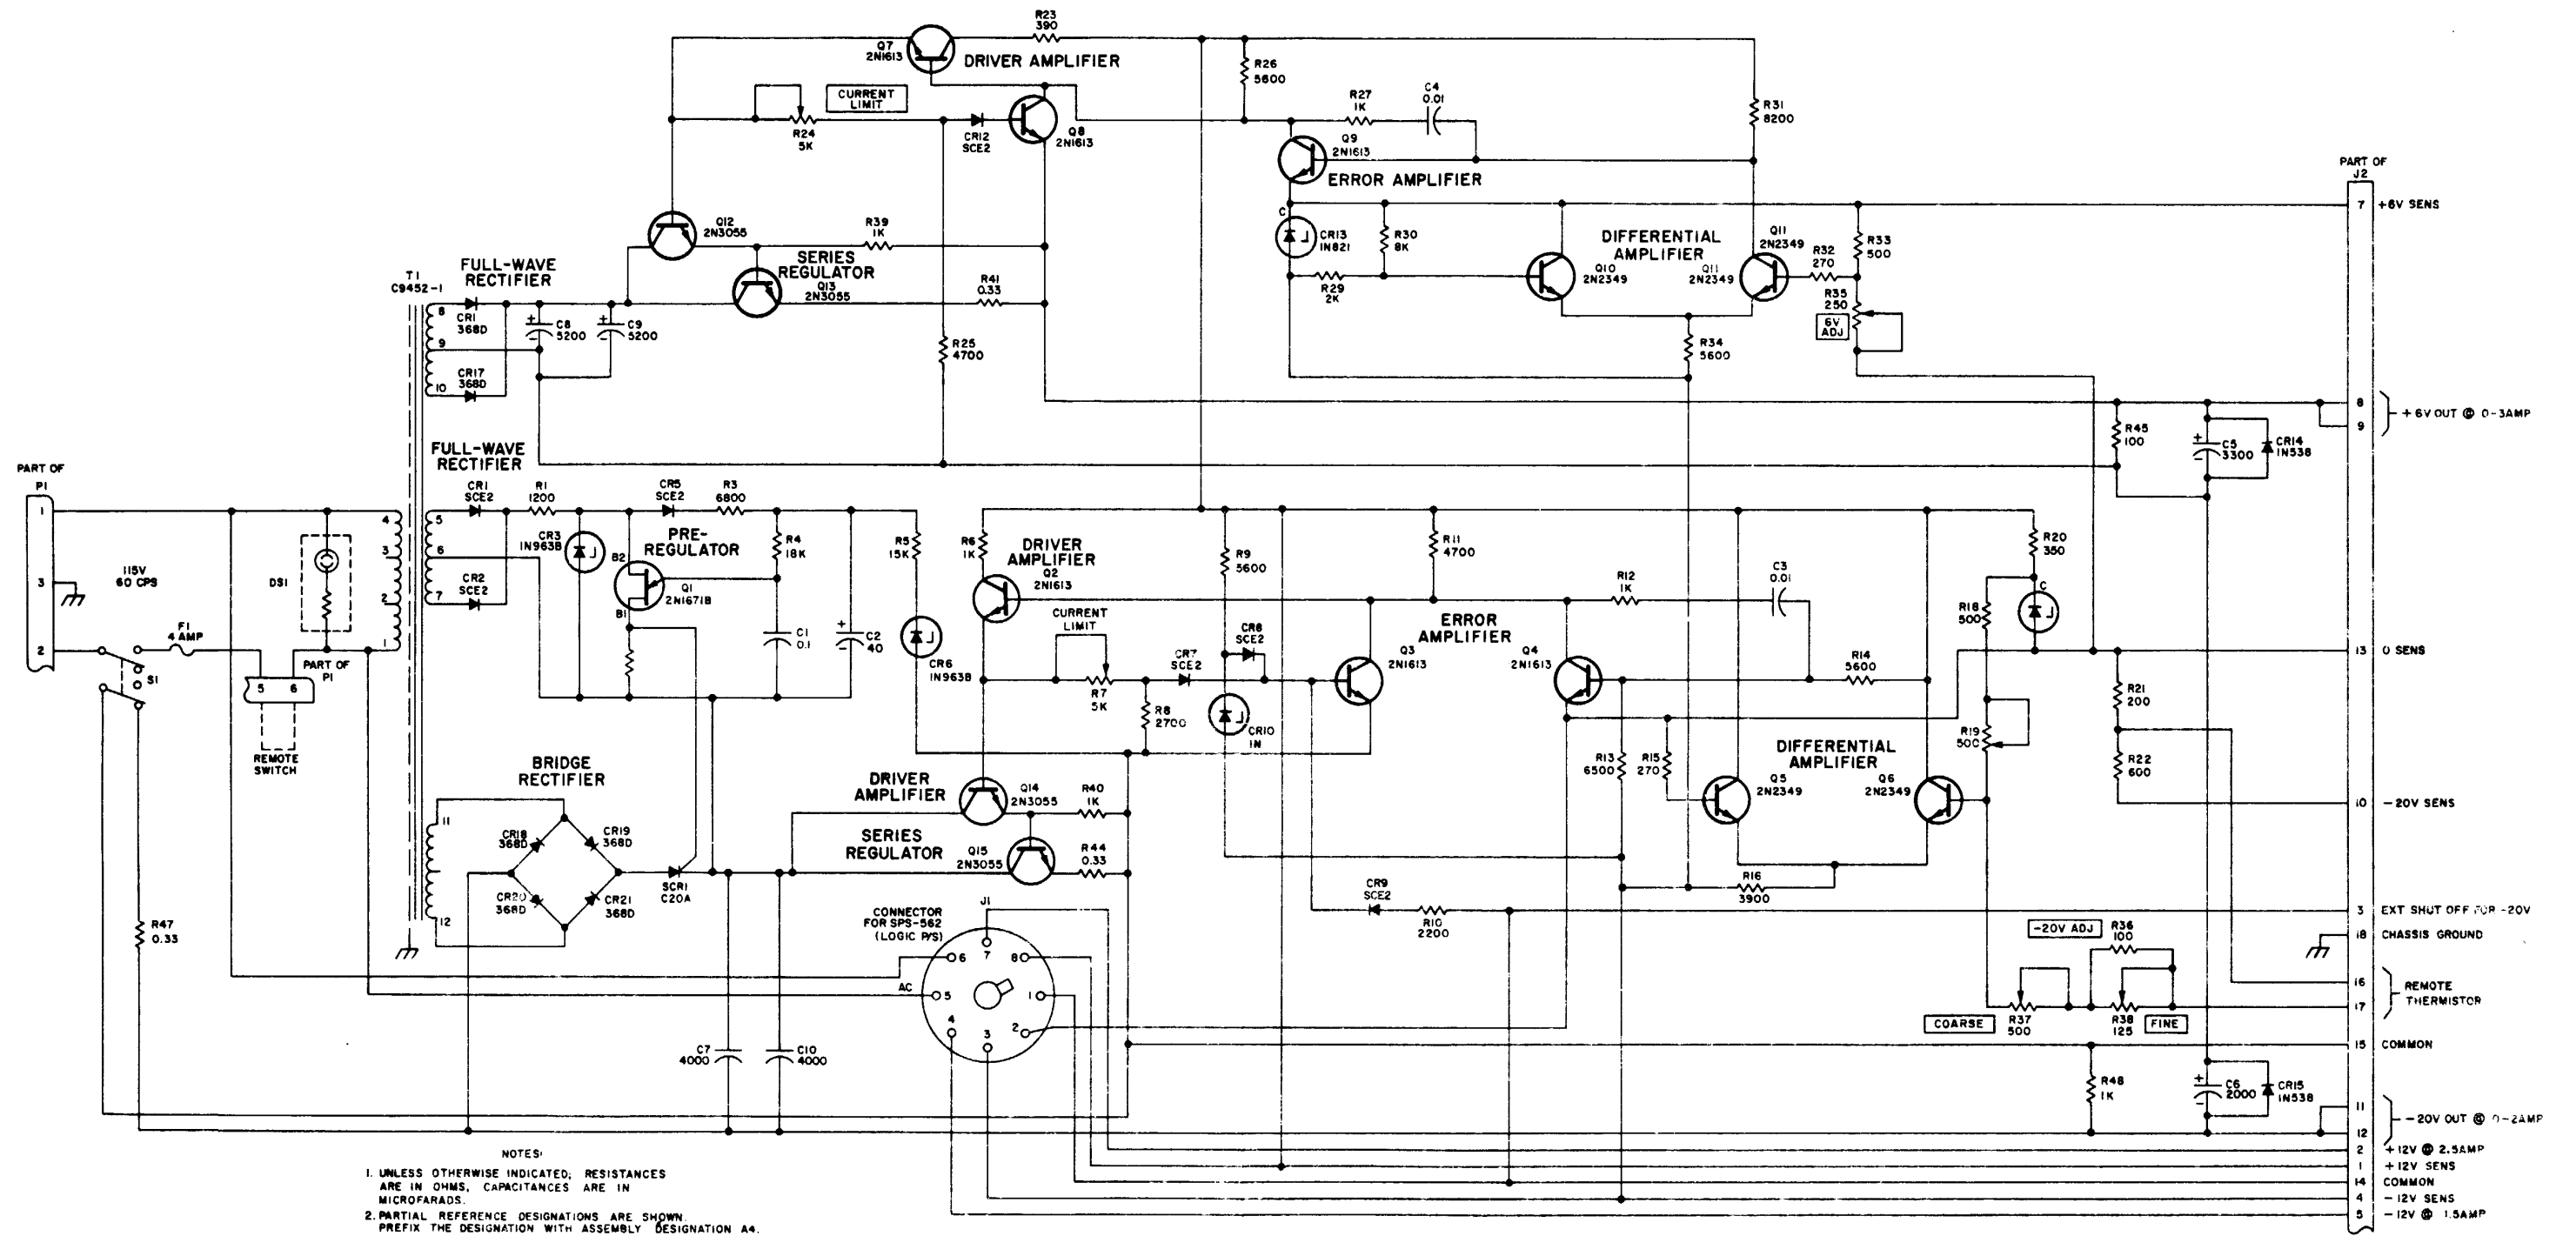 R23
390
Q7
2N1613
DRIVER AMPLIFIER
R26
5600
CURRENT
LIMIT
R24
5K
CR12
SCE2
Q8
2N1613
R27
1K
C4
0.01
R31
8200
Q9
2N1613
ERROR AMPLIFIER
PART OF
J2
7 +6V SENS
Q12
2N3055
R39
1K
C
CR13
1N821
R30
8K
DIFFERENTIAL
AMPLIFIER
Q11
2N2349
R32
270
R33
500
SERIES
REGULATOR
Q13
2N3055
R41
0.33
R29
2K
Q10
2N2349
Q11
2N2349
R35
250
6V
ADJ
R34
5600
T1
C9452-1
FULL-WAVE
RECTIFIER
8
CR1
368D
9
10
CR17
368D
+
-
C8
5200
+
-
C9
5200
R25
4700
8
9
+6V OUT @ 0-3AMP
R45
100
+
-
C5
3300
CR14
1N538
FULL-WAVE
RECTIFIER
PART OF
P1
1
3
2
115V
60 CPS
DS1
F1
4 AMP
S1
PART OF
P1
5 6
REMOTE
SWITCH
4
3
2
1
5
6
7
CR1
SCE2
CR2
SCE2
R1
1200
CR3
1N963B
CR5
SCE2
R3
6800
PRE-
REGULATOR
B2
B1
Q1
2N1671B
R4
18K
C1
0.1
+
-
C2
40
R5
15K
CR6
1N963B
R6
1K
DRIVER
AMPLIFIER
Q2
2N1613
CURRENT
LIMIT
R7
5K
CR7
SCE2
R8
2700
R9
5600
CR8
SCE2
CR10
1N
R11
4700
R12
1K
C3
0.01
ERROR
AMPLIFIER
Q3
2N1613
Q4
2N1613
R14
5600
R20
350
C
R18
500
R19
500
13 0 SENS
R21
200
R22
600
10 -20V SENS
R13
6500
R15
270
DIFFERENTIAL
AMPLIFIER
Q5
2N2349
Q6
2N2349
R16
3900
BRIDGE
RECTIFIER
11
12
CR18
368D
CR19
368D
CR20
368D
CR21
368D
SCR1
C20A
DRIVER
AMPLIFIER
Q14
2N3055
R40
1K
SERIES
REGULATOR
Q15
2N3055
R44
0.33
CR9
SCE2
R10
2200
3 EXT SHUT OFF FOR -20V
18 CHASSIS GROUND
R47
0.33
CONNECTOR
FOR SPS-562
(LOGIC P/S)
J1
AC
6
7
8
5
1
4
3
2
-20V ADJ
R36
100
COARSE
R37
500
R38
125
FINE
16
17
REMOTE
THERMISTOR
15 COMMON
C7
4000
C10
4000
R48
1K
+
-
C6
2000
CR15
1N538
11
12
-20V OUT @ 0-2AMP
2 +12V @ 2.5AMP
1 +12V SENS
14 COMMON
4 -12V SENS
5 -12V @ 1.5AMP
NOTES:
1. UNLESS OTHERWISE INDICATED; RESISTANCES
ARE IN OHMS, CAPACITANCES ARE IN
MICROFARADS.
2. PARTIAL REFERENCE DESIGNATIONS ARE SHOWN.
PREFIX THE DESIGNATION WITH ASSEMBLY DESIGNATION A4.